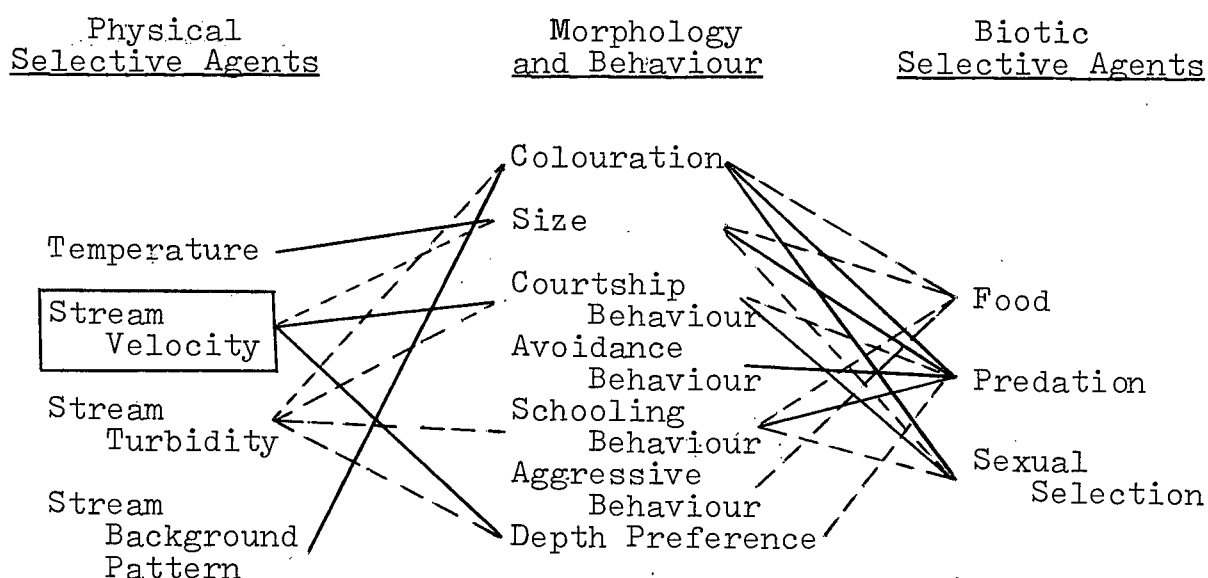 Physical
Selective Agents
Morphology
and Behaviour
Biotic
Selective Agents
Temperature
Stream
Velocity
Stream
Turbidity
Stream
Background
Pattern
Colouration
Size
Courtship
Behaviour
Avoidance
Behaviour
Schooling
Behaviour
Aggressive
Behaviour
Depth Preference
Food
Predation
Sexual
Selection